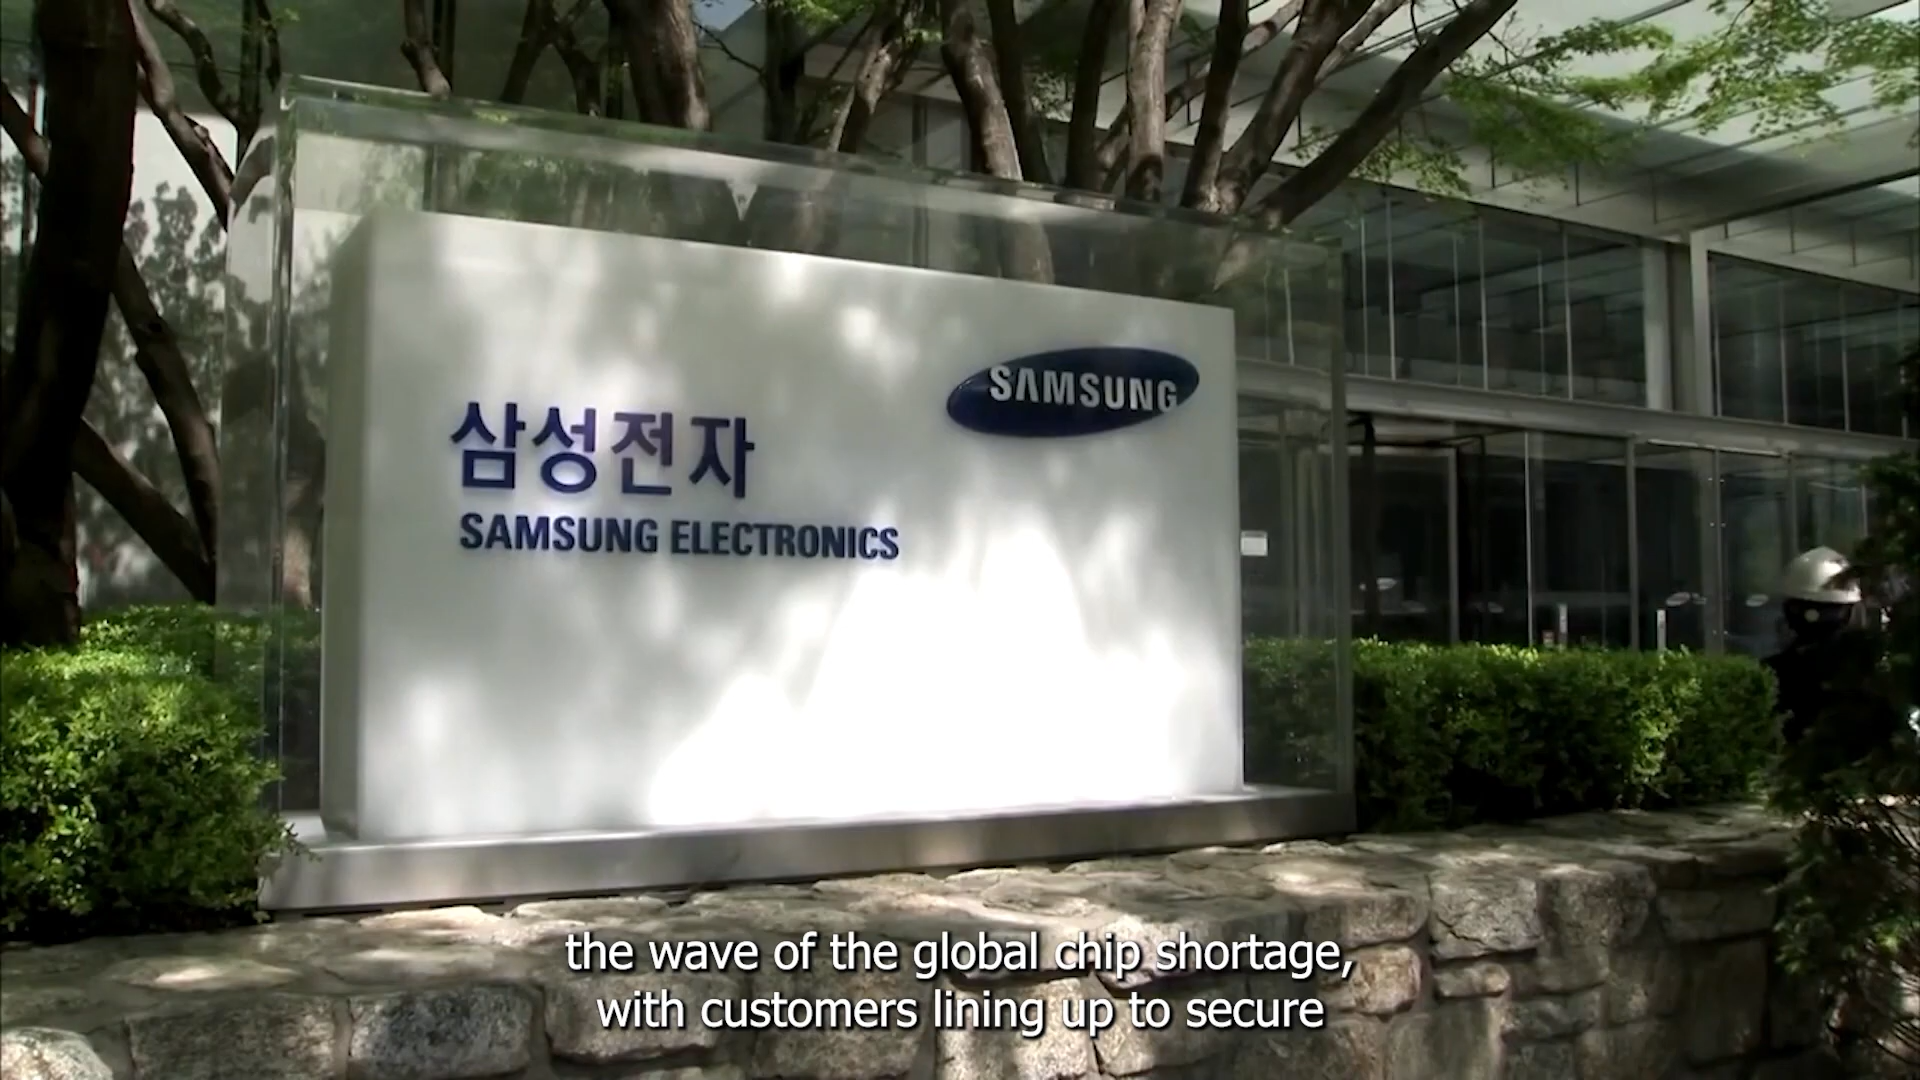 SAMSUNG
삼성전자
SAMSUNG ELECTRONICS
the wave of the global chip shortage,
with customers lining up to secure